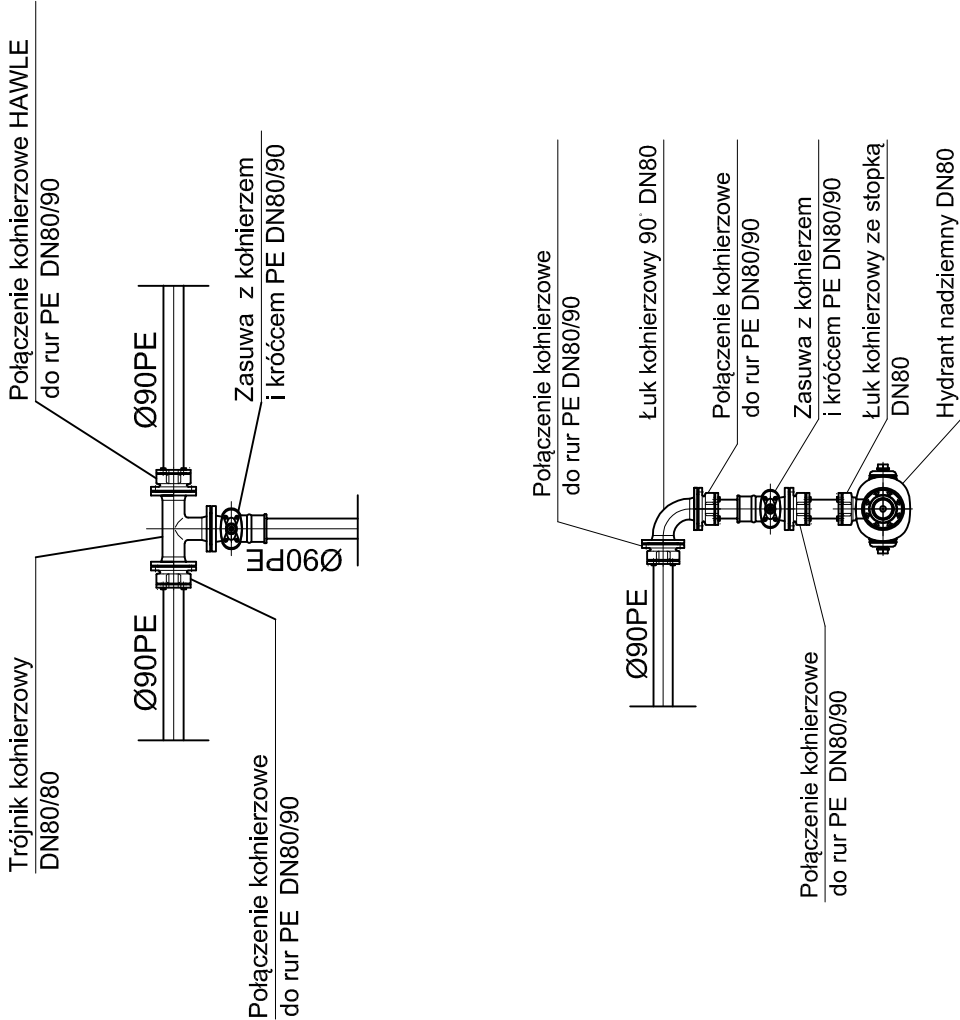 Trójnik kołnierzowy
DN80/80
Połączenie kołnierzowe HAWLE
do rur PE DN80/90
Ø90PE
Ø90PE
Ø90PE
Zasuwa z kołnierzem
i króćcem PE DN80/90
Połączenie kołnierzowe
do rur PE DN80/90
Połączenie kołnierzowe
do rur PE DN80/90
Łuk kołnierzowy 90° DN80
Połączenie kołnierzowe
do rur PE DN80/90
Zasuwa z kołnierzem
i króćcem PE DN80/90
Łuk kołnierzowy ze stopką
DN80
Hydrant nadziemny DN80
Ø90PE
Połączenie kołnierzowe
do rur PE DN80/90